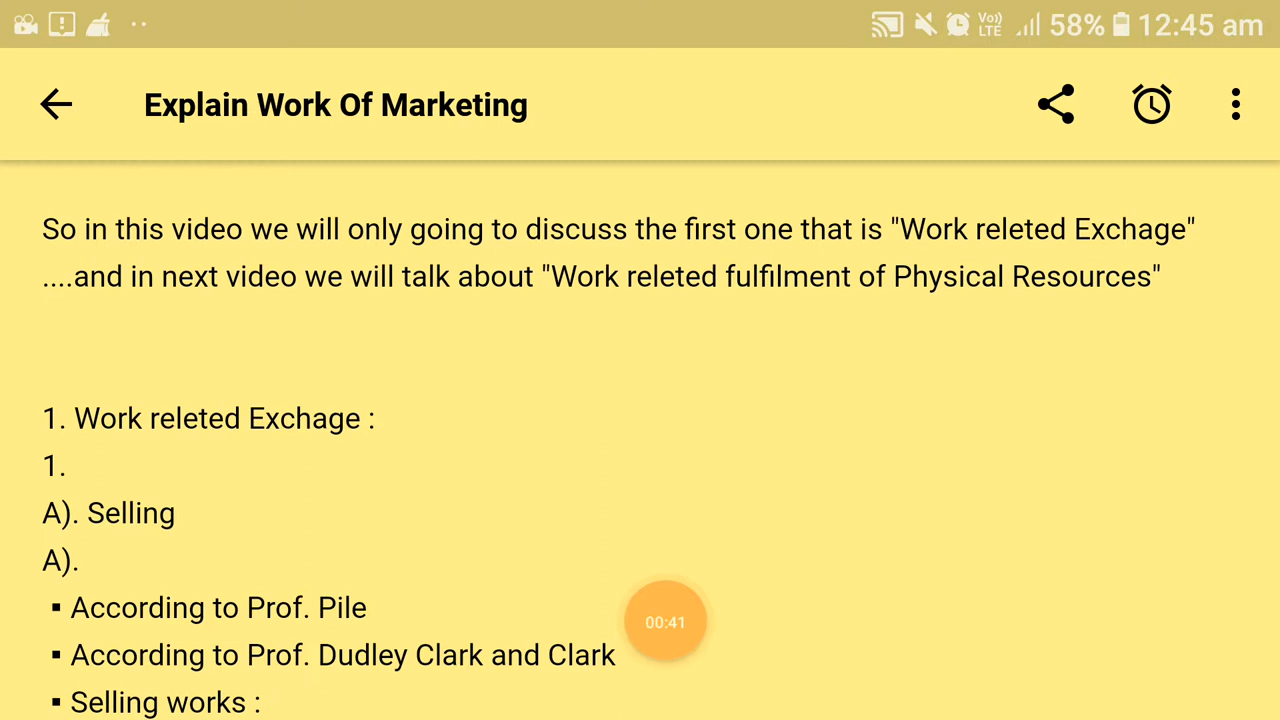 Vo)) LTE 58% 12:45 am
Explain Work Of Marketing
So in this video we will only going to discuss the first one that is "Work releted Exchage"
....and in next video we will talk about "Work releted fulfilment of Physical Resources"
1. Work releted Exchage :
1.
A). Selling
A).
▪ According to Prof. Pile
00:41
▪ According to Prof. Dudley Clark and Clark
▪ Selling works :